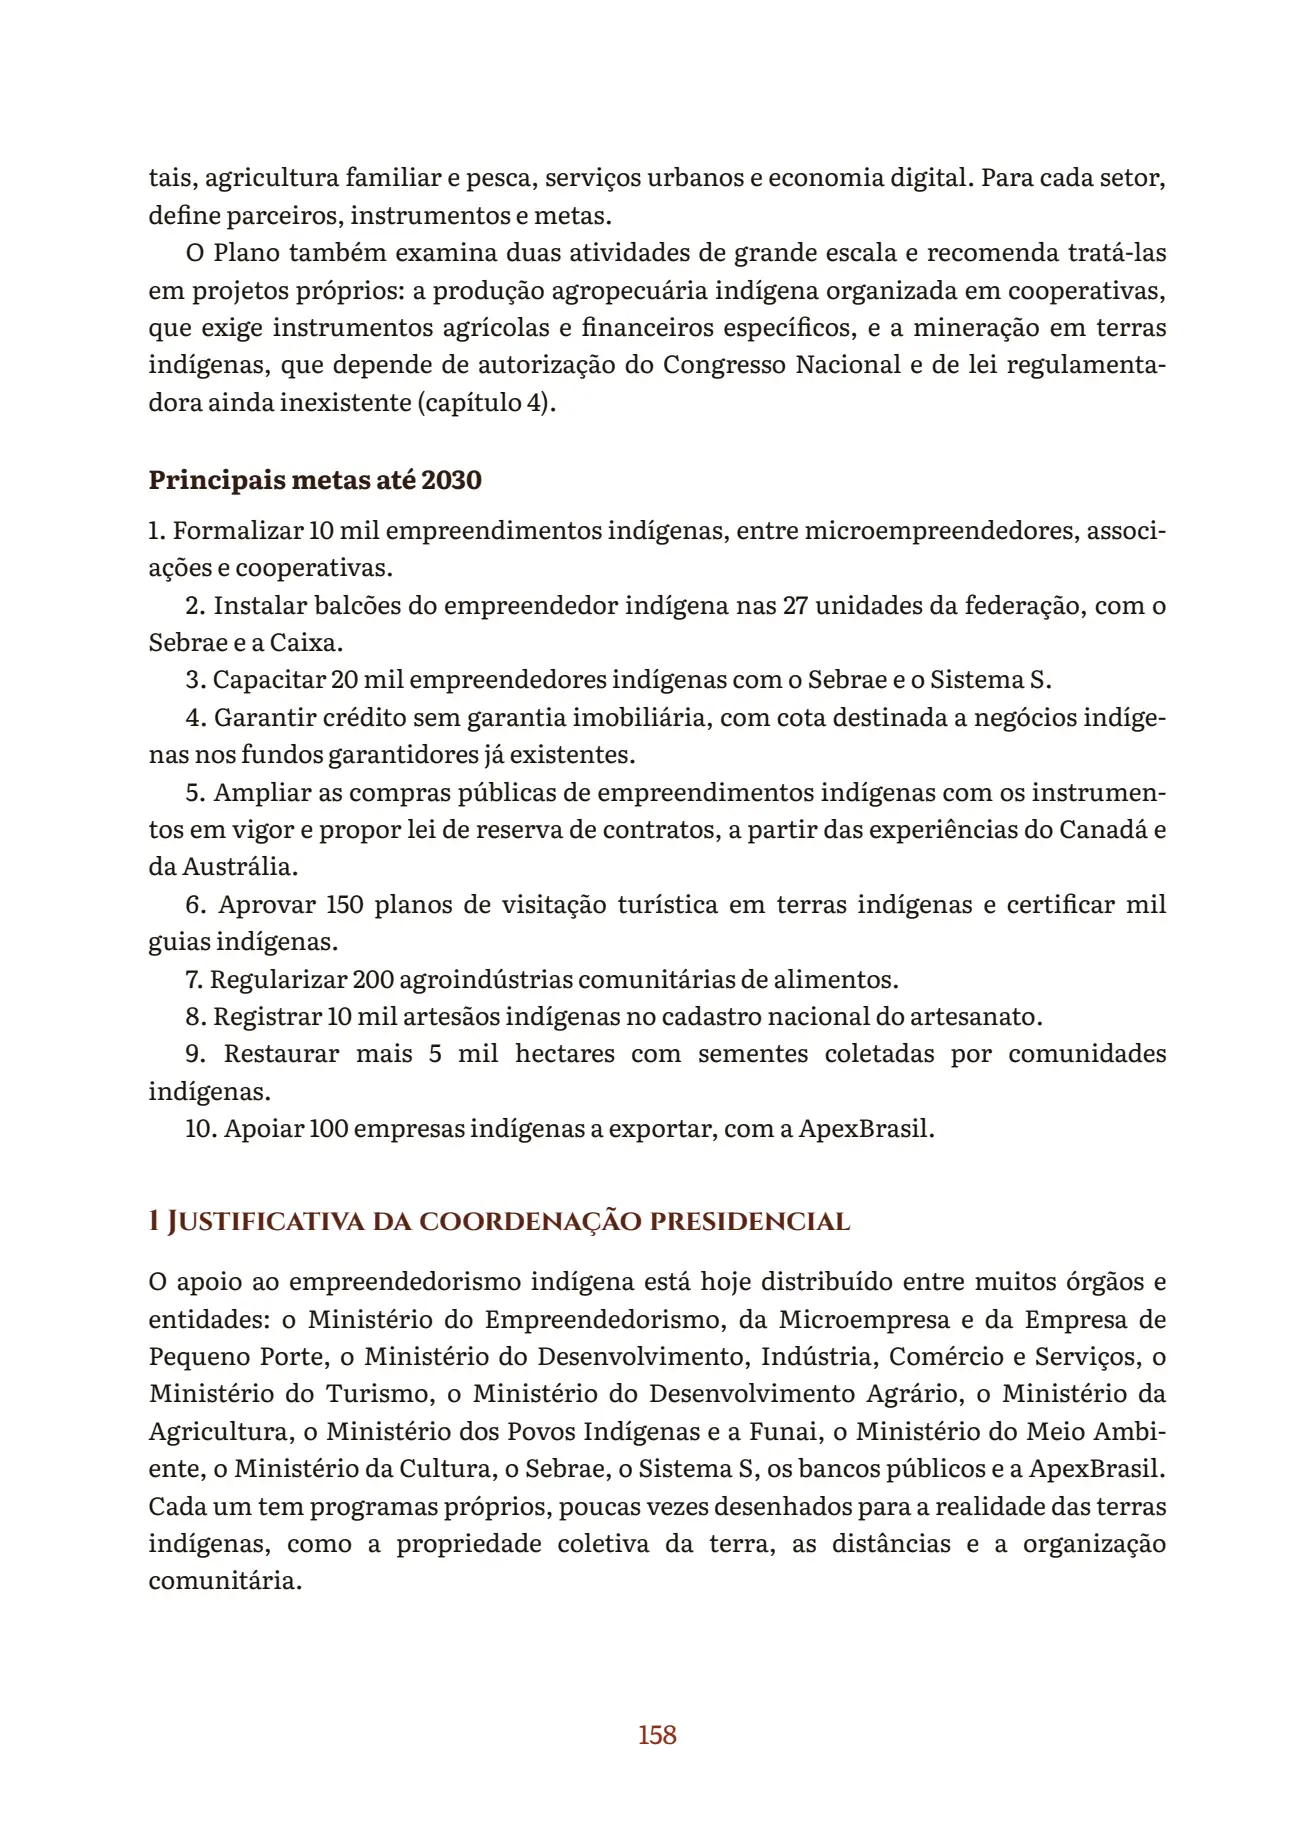 tais, agricultura familiar e pesca, serviços urbanos e economia digital. Para cada setor,
define parceiros, instrumentos e metas.
O Plano também examina duas atividades de grande escala e recomenda tratá-las
em projetos próprios: a produção agropecuária indígena organizada em cooperativas,
que exige instrumentos agrícolas e financeiros específicos, e a mineração em terras
indígenas, que depende de autorização do Congresso Nacional e de lei regulamenta-
dora ainda inexistente (capítulo 4).
Principais metas até 2030
1. Formalizar 10 mil empreendimentos indígenas, entre microempreendedores, associ-
ações e cooperativas.
2. Instalar balcões do empreendedor indígena nas 27 unidades da federação, com o
Sebrae e a Caixa.
3. Capacitar 20 mil empreendedores indígenas com o Sebrae e o Sistema S.
4. Garantir crédito sem garantia imobiliária, com cota destinada a negócios indíge-
nas nos fundos garantidores já existentes.
5. Ampliar as compras públicas de empreendimentos indígenas com os instrumen-
tos em vigor e propor lei de reserva de contratos, a partir das experiências do Canadá e
da Austrália.
6. Aprovar 150 planos de visitação turística em terras indígenas e certificar mil
guias indígenas.
7. Regularizar 200 agroindústrias comunitárias de alimentos.
8. Registrar 10 mil artesãos indígenas no cadastro nacional do artesanato.
9. Restaurar mais 5 mil hectares com sementes coletadas por comunidades
indígenas.
10. Apoiar 100 empresas indígenas a exportar, com a ApexBrasil.
1 Justificativa da coordenação presidencial
O apoio ao empreendedorismo indígena está hoje distribuído entre muitos órgãos e
entidades: o Ministério do Empreendedorismo, da Microempresa e da Empresa de
Pequeno Porte, o Ministério do Desenvolvimento, Indústria, Comércio e Serviços, o
Ministério do Turismo, o Ministério do Desenvolvimento Agrário, o Ministério da
Agricultura, o Ministério dos Povos Indígenas e a Funai, o Ministério do Meio Ambi-
ente, o Ministério da Cultura, o Sebrae, o Sistema S, os bancos públicos e a ApexBrasil.
Cada um tem programas próprios, poucas vezes desenhados para a realidade das terras
indígenas, como a propriedade coletiva da terra, as distâncias e a organização
comunitária.
158